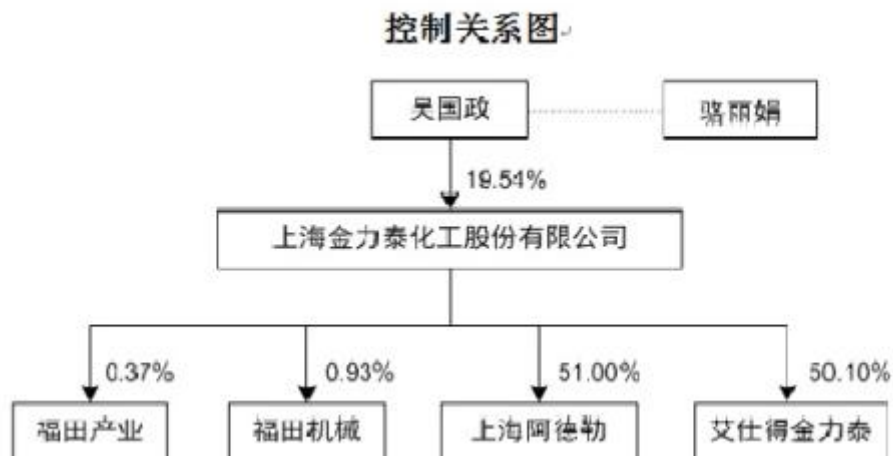 控制关系图
吴国政
骆丽娟
19.54%
上海金力泰化工股份有限公司
0.37%
0.93%
51.00%
50.10%
福田产业
福田机械
上海阿德勒
艾仕得金力泰